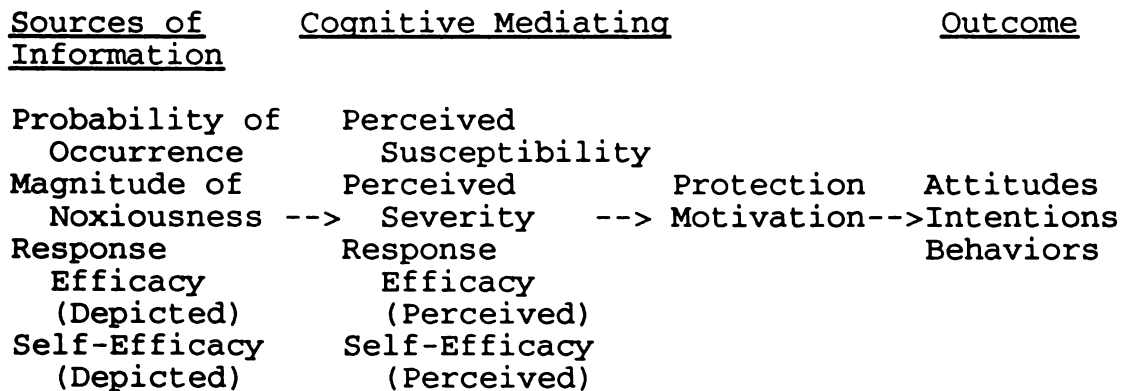 Sources of Cognitive Mediating Outcome
Information
Probability of Perceived
Occurrence Susceptibility
Magnitude of Perceived Protection Attitudes
Noxiousness --> Severity --> Motivation-->Intentions
Response Response Behaviors
Efficacy Efficacy
(Depicted) (Perceived)
Self-Efficacy Self-Efficacy
(Depicted) (Perceived)